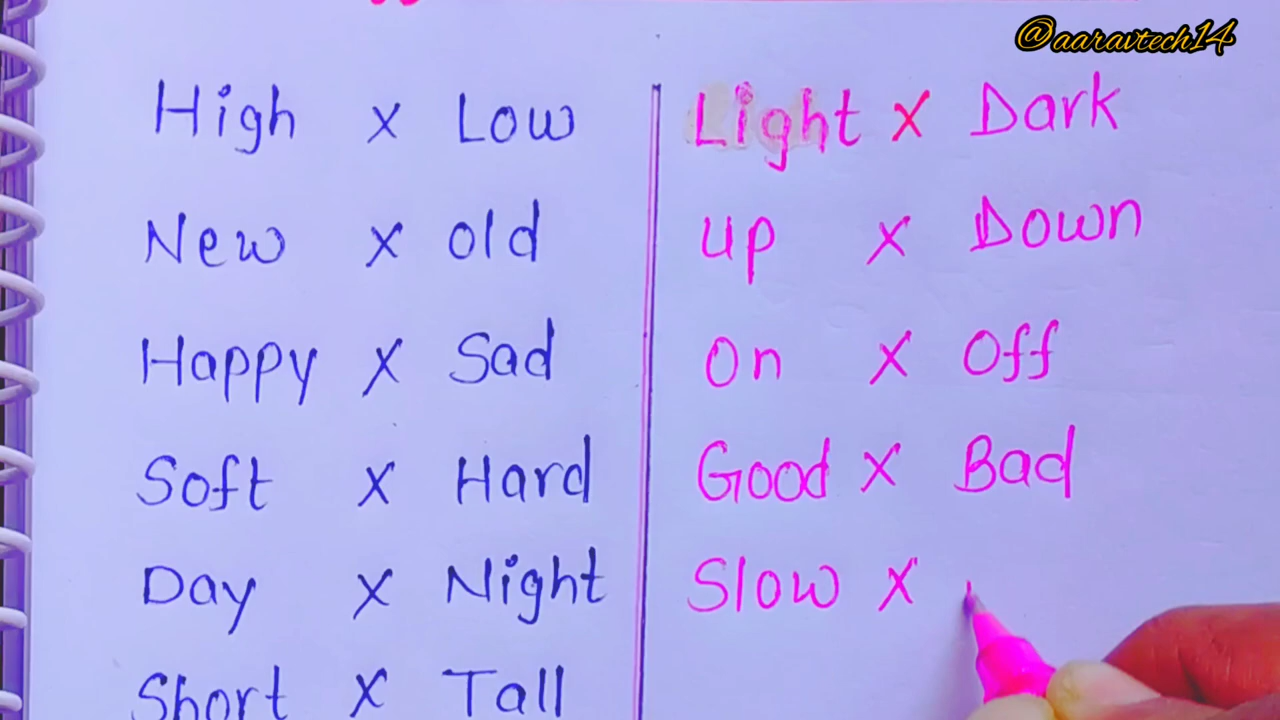 @aaravtech14
High x Low
New x old
Happy x Sad
Soft x Hard
Day x Night
Short x Tall
Light x Dark
Up x Down
On x Off
Good x Bad
Slow x